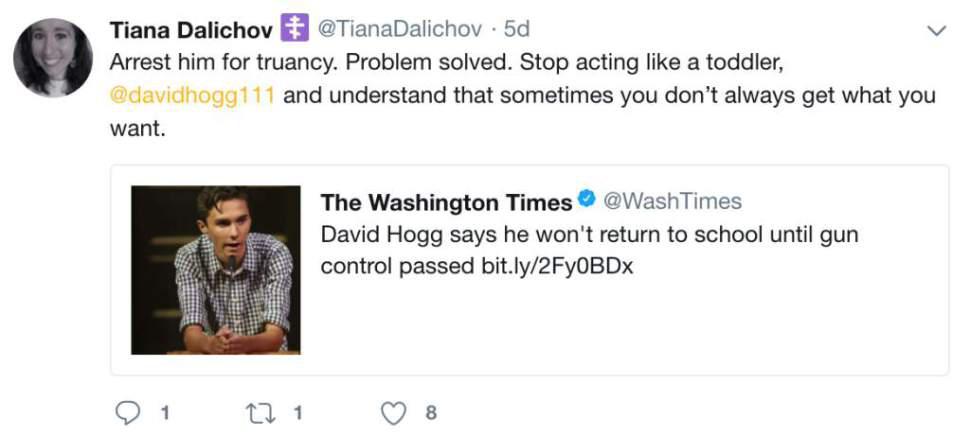 Tiana Dalichov ☦ @TianaDalichov · 5d
Arrest him for truancy. Problem solved. Stop acting like a toddler,
@davidhogg111 and understand that sometimes you don’t always get what you
want.
The Washington Times @WashTimes
David Hogg says he won't return to school until gun
control passed bit.ly/2Fy0BDx
1 1 8